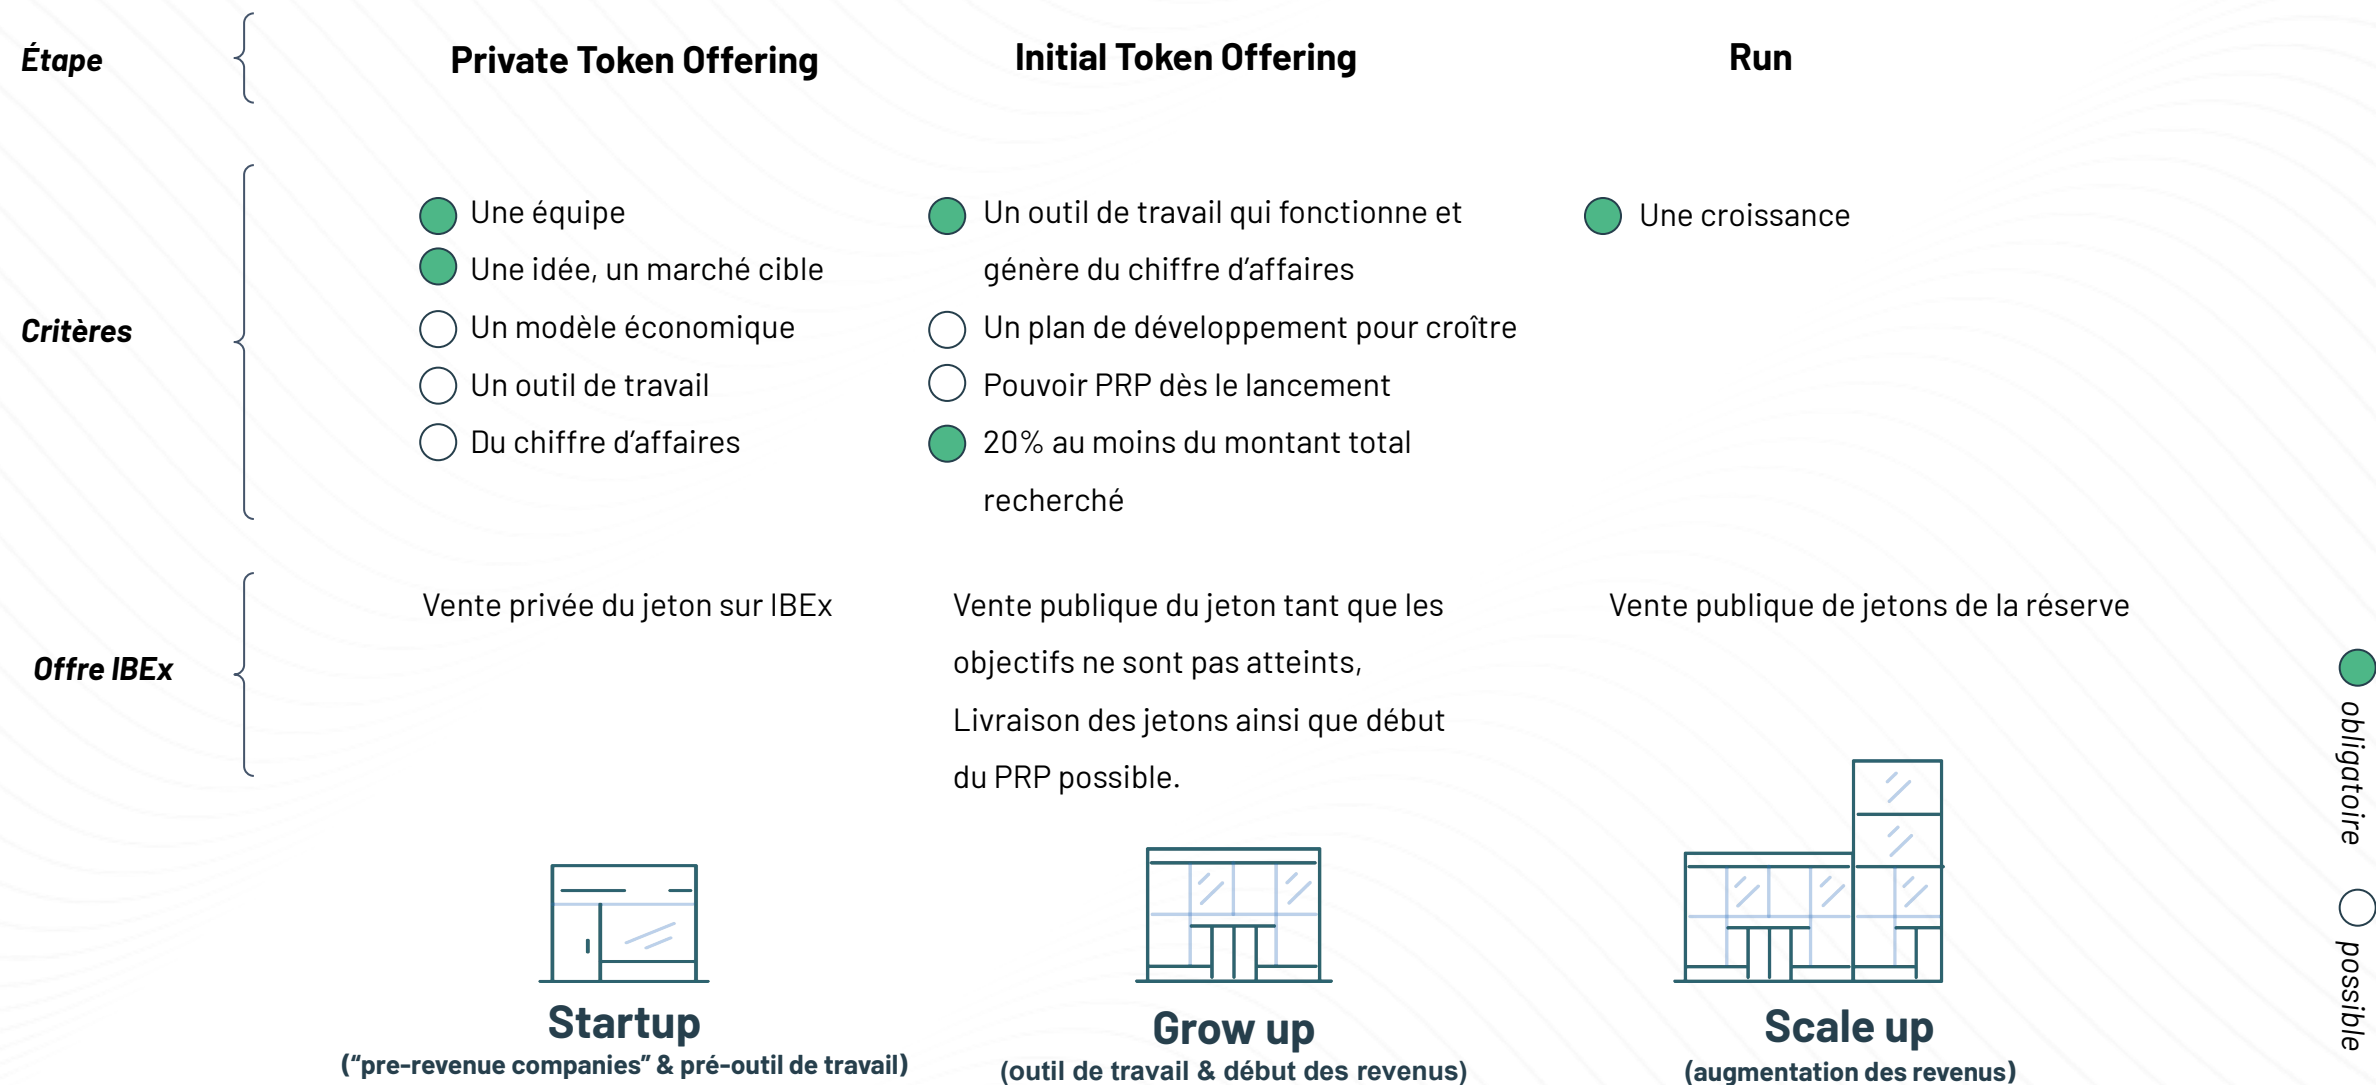 Étape
Private Token Offering
Initial Token Offering
Run
Critères
Une équipe
Une idée, un marché cible
Un modèle économique
Un outil de travail
Du chiffre d’affaires
Un outil de travail qui fonctionne et
génère du chiffre d’affaires
Un plan de développement pour croître
Pouvoir PRP dès le lancement
20% au moins du montant total
recherché
Une croissance
Offre IBEx
Vente privée du jeton sur IBEx
Vente publique du jeton tant que les
objectifs ne sont pas atteints,
Livraison des jetons ainsi que début
du PRP possible.
Vente publique de jetons de la réserve
Startup
(“pre-revenue companies” & pré-outil de travail)
Grow up
(outil de travail & début des revenus)
Scale up
(augmentation des revenus)
obligatoire
possible